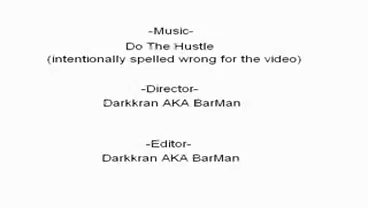 -Music-
Do The Hustle
(intentionally spelled wrong for the video)
-Director-
Darkkran AKA BarMan
-Editor-
Darkkran AKA BarMan